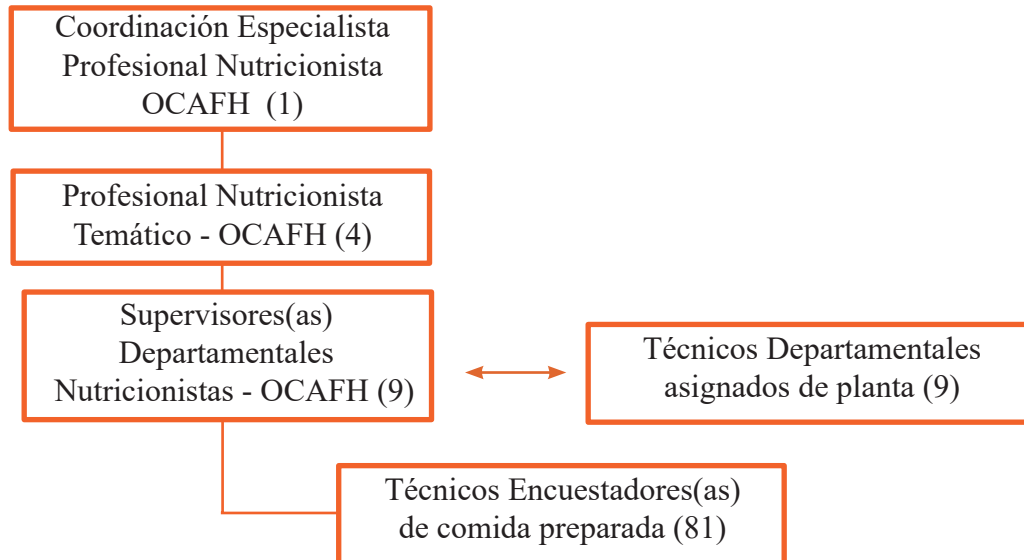 Coordinación Especialista
Profesional Nutricionista
OCAFH (1)
Profesional Nutricionista
Temático - OCAFH (4)
Supervisores(as)
Departamentales
Nutricionistas - OCAFH (9)
Técnicos Departamentales
asignados de planta (9)
Técnicos Encuestadores(as)
de comida preparada (81)